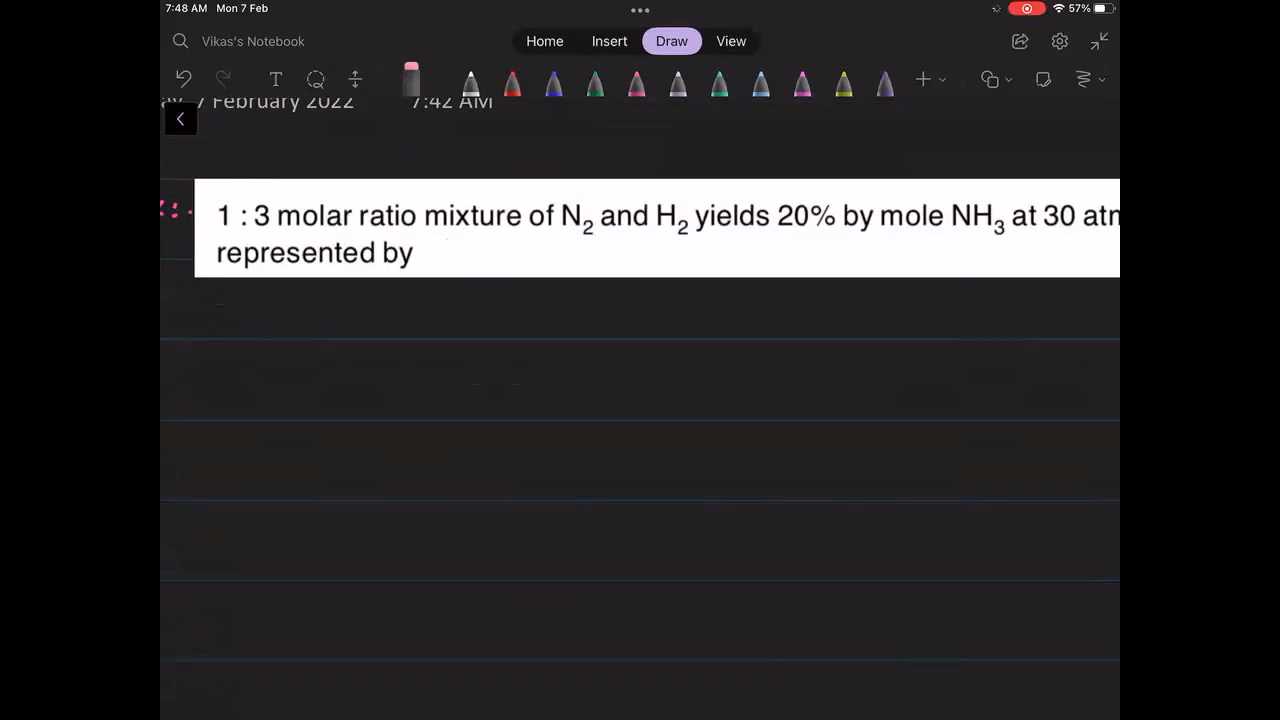 7:48 AM Mon 7 Feb
57%
Vikas's Notebook
Home Insert Draw View
7 February 2022 7:42 AM
1 : 3 molar ratio mixture of N₂ and H₂ yields 20% by mole NH₃ at 30 atm
represented by